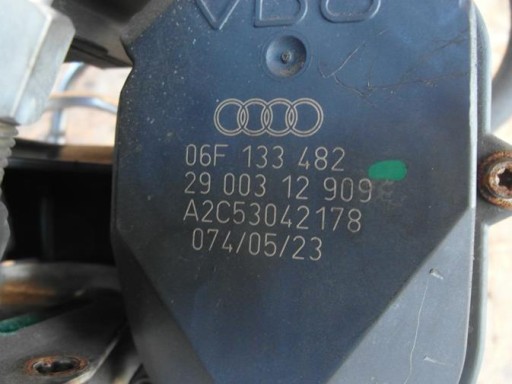 VDO
06F 133 482
29 003 12 909
A2C53042178
074/05/23